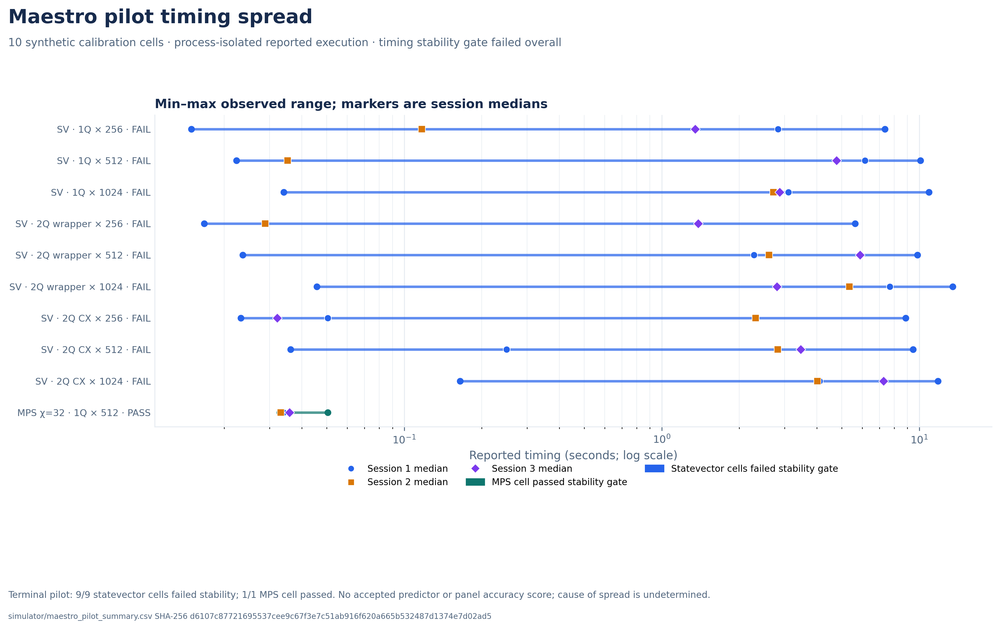 Maestro pilot timing spread
10 synthetic calibration cells · process-isolated reported execution · timing stability gate failed overall
Min–max observed range; markers are session medians
SV · 1Q × 256 · FAIL
SV · 1Q × 512 · FAIL
SV · 1Q × 1024 · FAIL
SV · 2Q wrapper × 256 · FAIL
SV · 2Q wrapper × 512 · FAIL
SV · 2Q wrapper × 1024 · FAIL
SV · 2Q CX × 256 · FAIL
SV · 2Q CX × 512 · FAIL
SV · 2Q CX × 1024 · FAIL
MPS χ=32 · 1Q × 512 · PASS
10⁻¹ 10⁰ 10¹
Reported timing (seconds; log scale)
Session 1 median
Session 2 median
Session 3 median
MPS cell passed stability gate
Statevector cells failed stability gate
Terminal pilot: 9/9 statevector cells failed stability; 1/1 MPS cell passed. No accepted predictor or panel accuracy score; cause of spread is undetermined.
simulator/maestro_pilot_summary.csv SHA-256 d6107c87721695537cee9c67f3e7c51ab916f620a665b532487d1374e7d02ad5